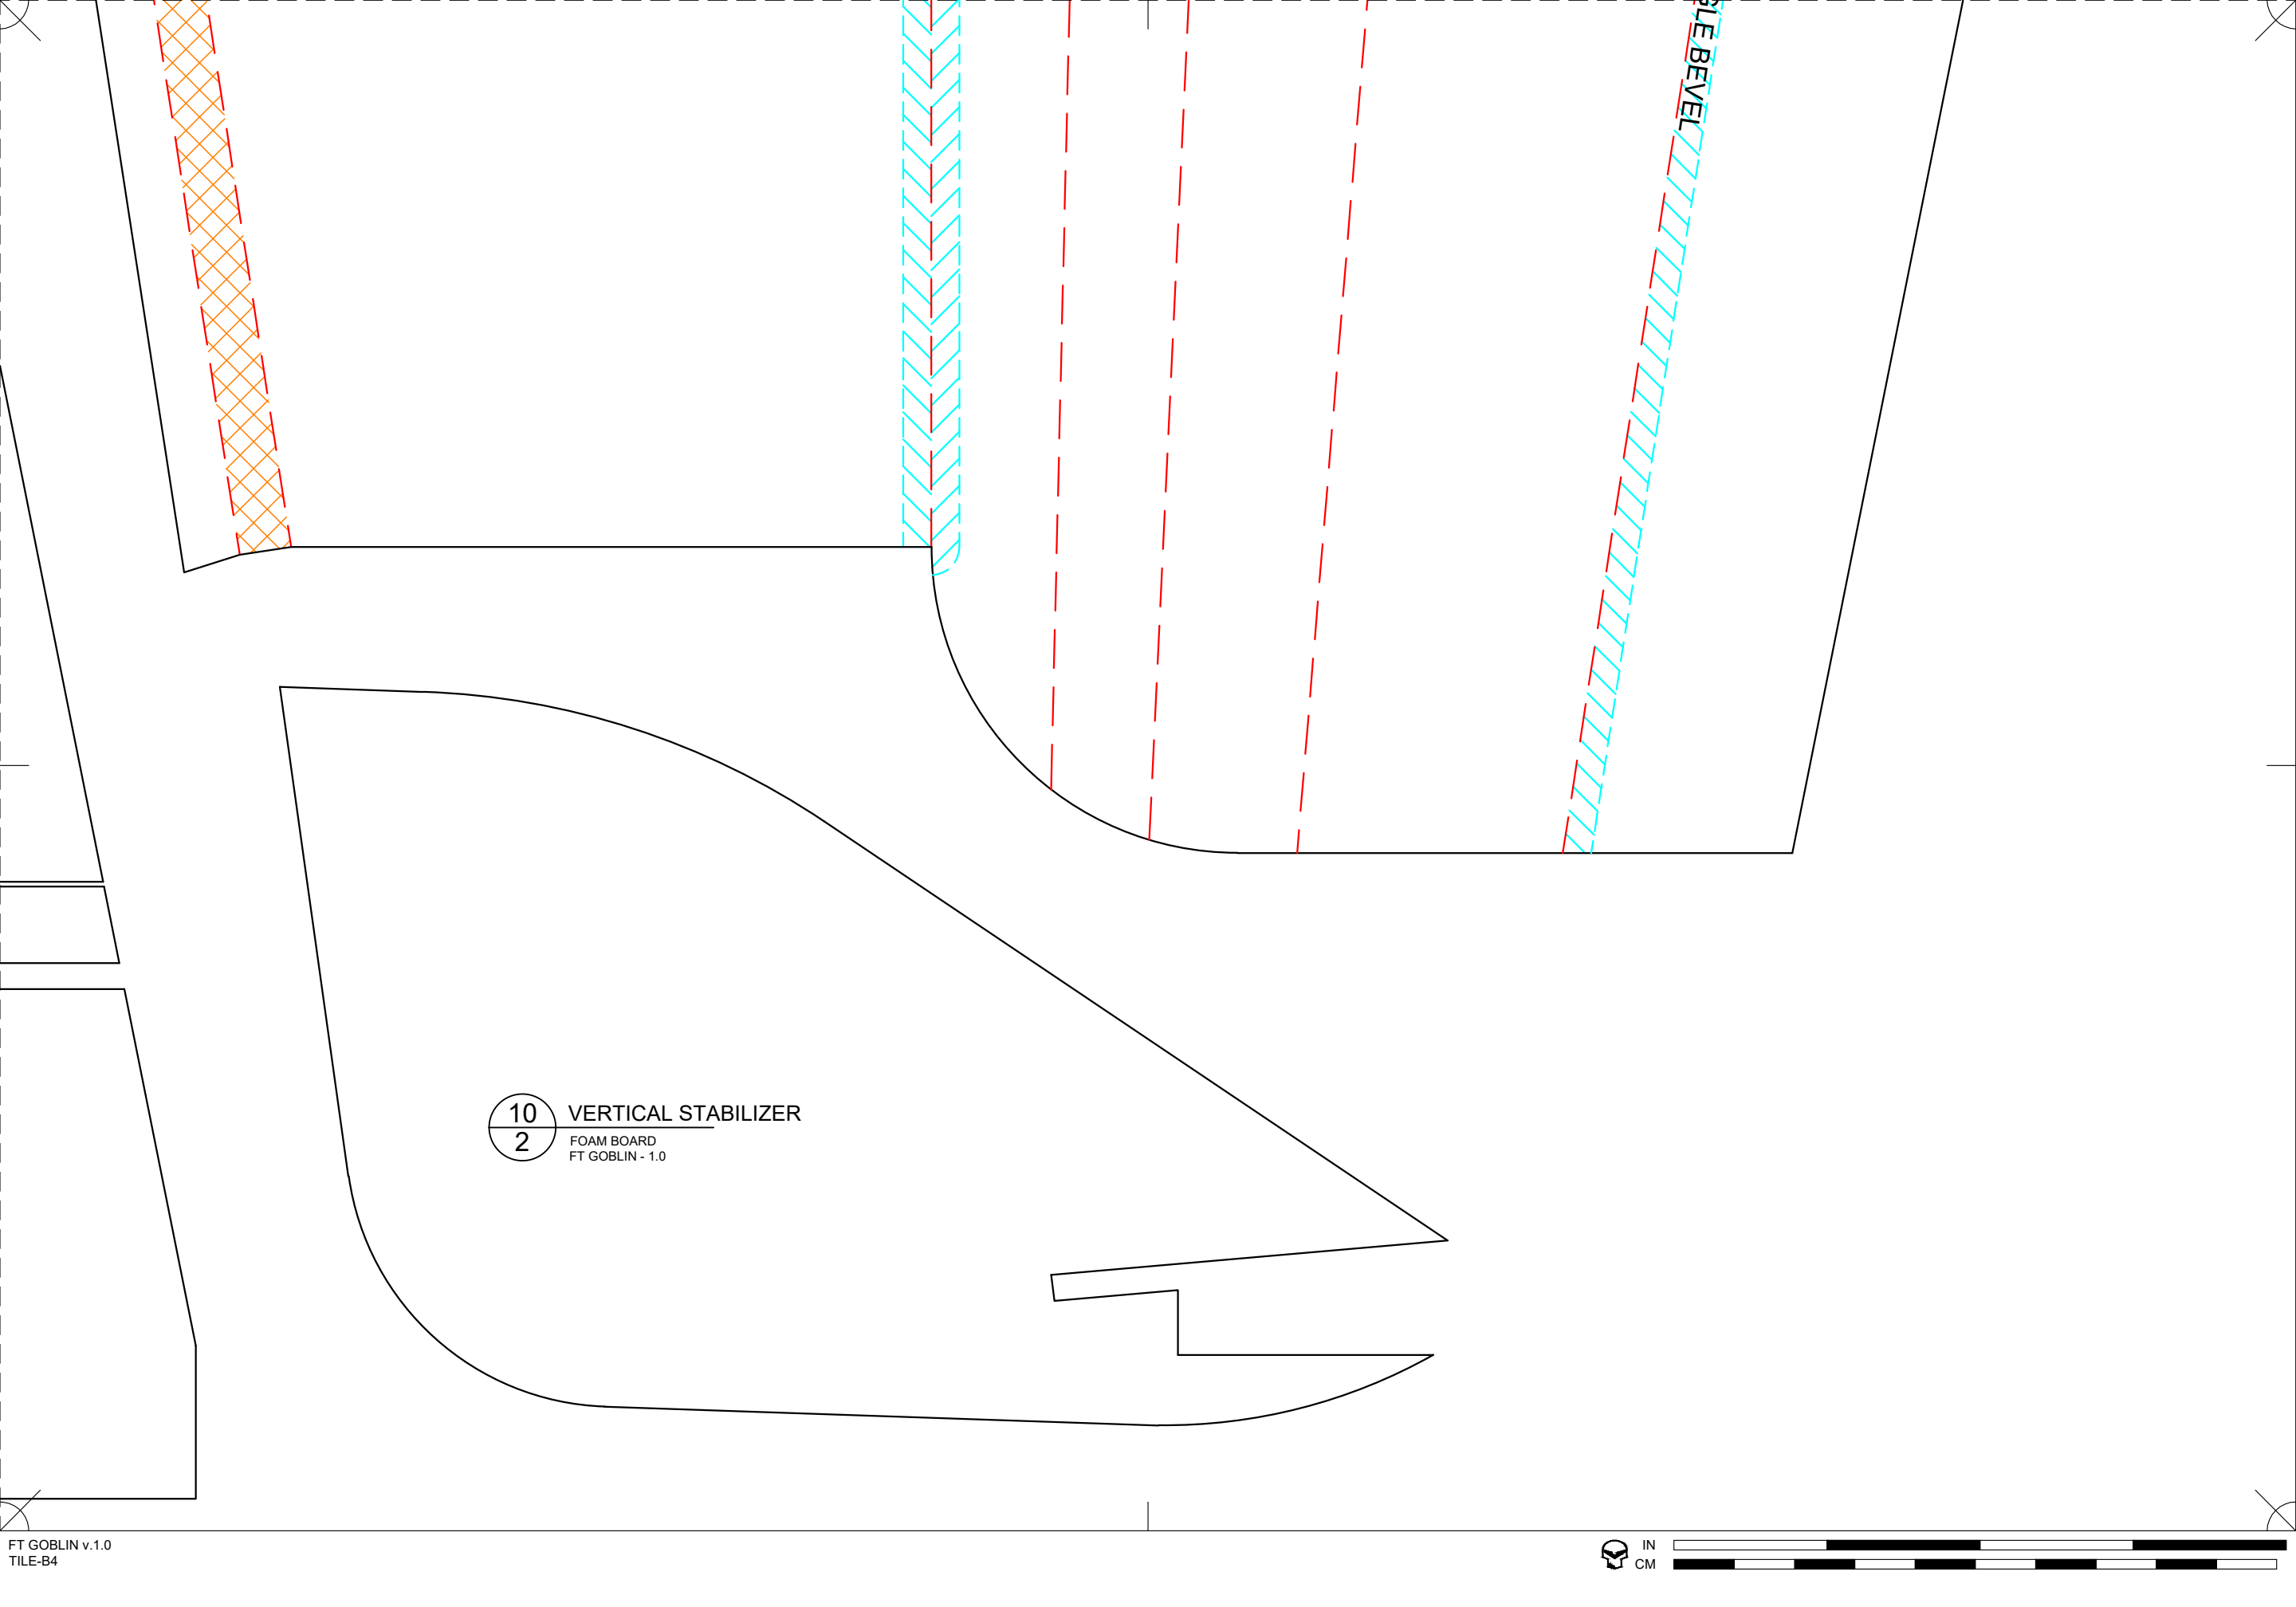 BEVEL
10
2
VERTICAL STABILIZER
FOAM BOARD
FT GOBLIN - 1.0
FT GOBLIN v.1.0
TILE-B4
IN
CM